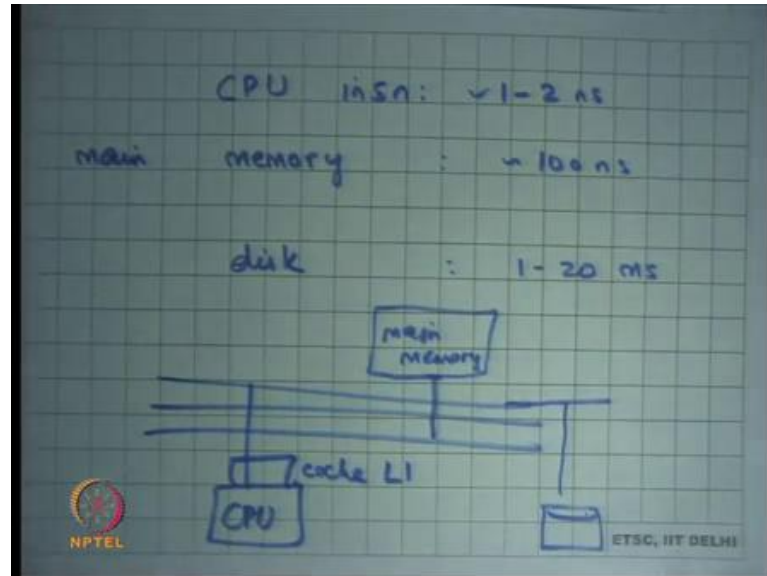 CPU insn: ~ 1-2 ns
main memory : ~ 100 ns
disk : 1-20 ms
main
memory
cache L1
CPU
NPTEL
ETSC, IIT DELHI